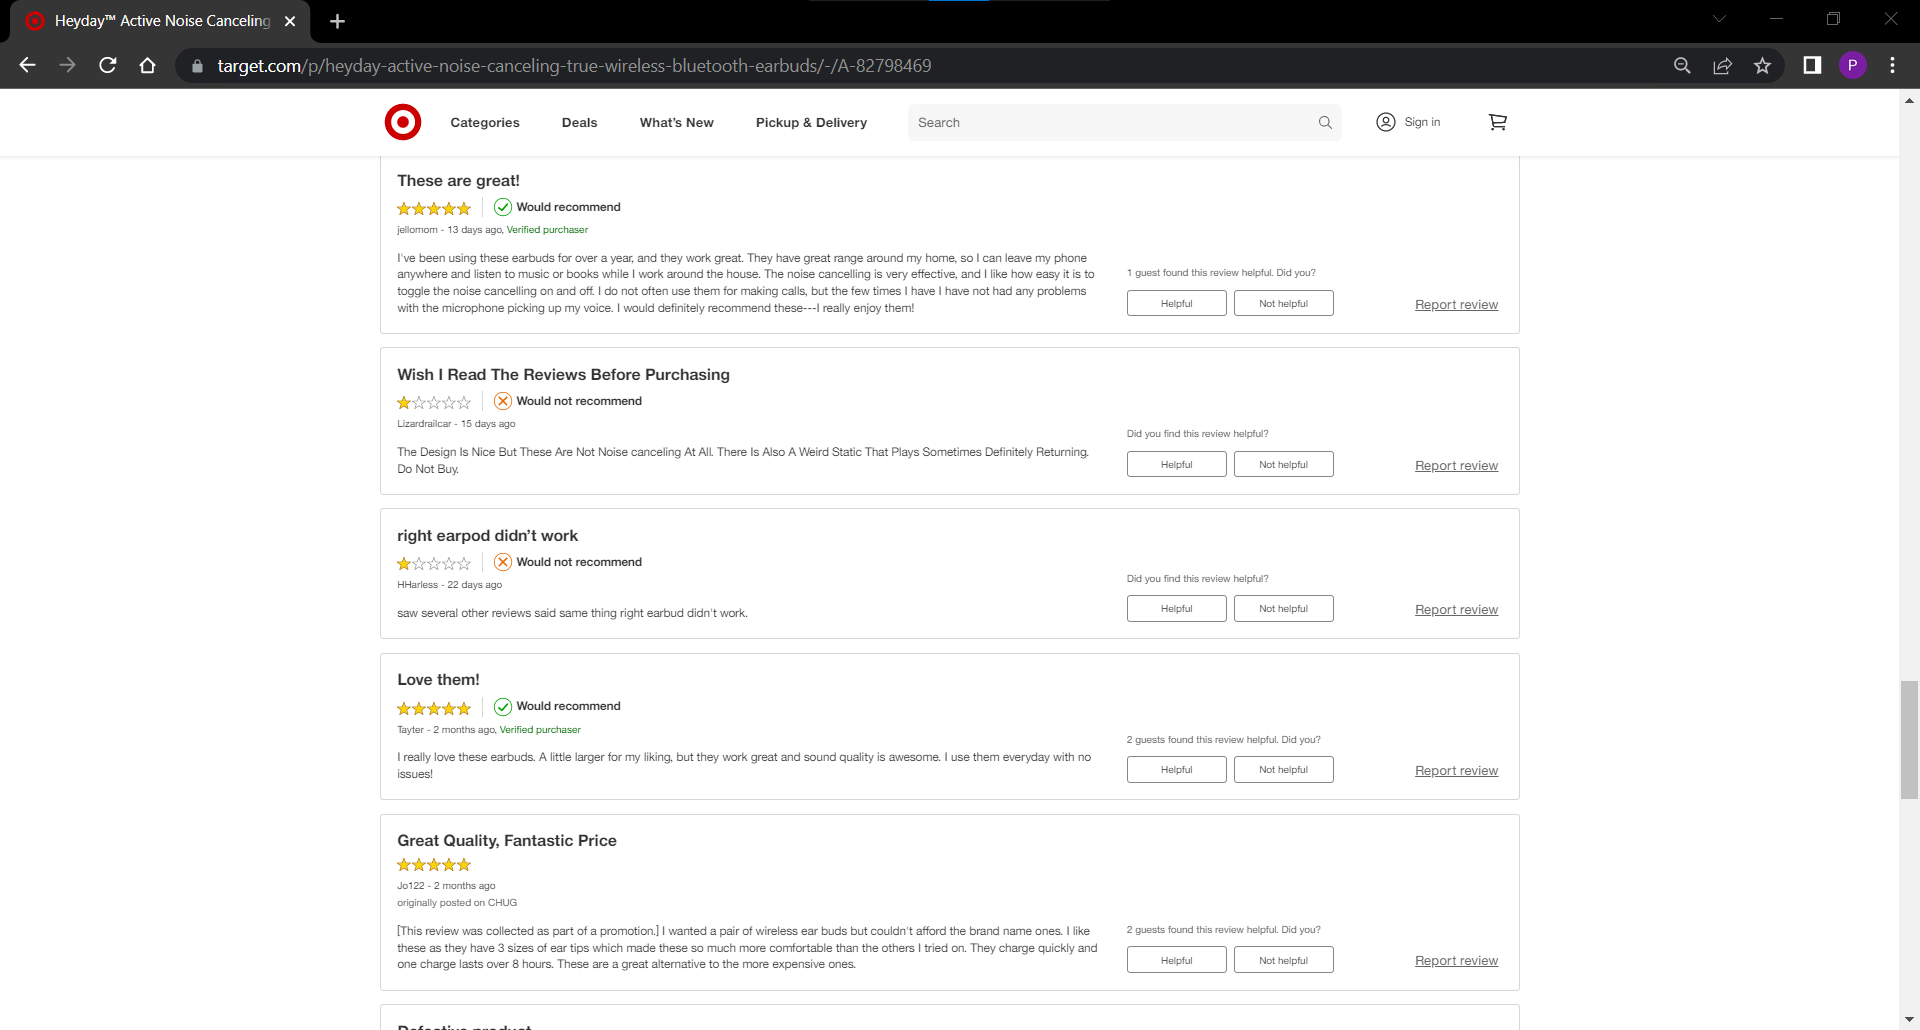 Heyday™ Active Noise Canceling
target.com/p/heyday-active-noise-canceling-true-wireless-bluetooth-earbuds/-/A-82798469
P
Categories
Deals
What's New
Pickup & Delivery
Search
Sign in
These are great!
Would recommend
jellomom - 13 days ago, Verified purchaser
I've been using these earbuds for over a year, and they work great. They have great range around my home, so I can leave my phone
anywhere and listen to music or books while I work around the house. The noise cancelling is very effective, and I like how easy it is to
toggle the noise cancelling on and off. I do not often use them for making calls, but the few times I have I have not had any problems
with the microphone picking up my voice. I would definitely recommend these---I really enjoy them!
1 guest found this review helpful. Did you?
Helpful
Not helpful
Report review
Wish I Read The Reviews Before Purchasing
Would not recommend
Lizardrailcar - 15 days ago
The Design Is Nice But These Are Not Noise canceling At All. There Is Also A Weird Static That Plays Sometimes Definitely Returning.
Do Not Buy.
Did you find this review helpful?
Helpful
Not helpful
Report review
right earpod didn't work
Would not recommend
HHarless - 22 days ago
saw several other reviews said same thing right earbud didn't work.
Did you find this review helpful?
Helpful
Not helpful
Report review
Love them!
Would recommend
Tayter - 2 months ago, Verified purchaser
I really love these earbuds. A little larger for my liking, but they work great and sound quality is awesome. I use them everyday with no
issues!
2 guests found this review helpful. Did you?
Helpful
Not helpful
Report review
Great Quality, Fantastic Price
Jo122 - 2 months ago
originally posted on CHUG
[This review was collected as part of a promotion.] I wanted a pair of wireless ear buds but couldn't afford the brand name ones. I like
these as they have 3 sizes of ear tips which made these so much more comfortable than the others I tried on. They charge quickly and
one charge lasts over 8 hours. These are a great alternative to the more expensive ones.
2 guests found this review helpful. Did you?
Helpful
Not helpful
Report review
Defective product